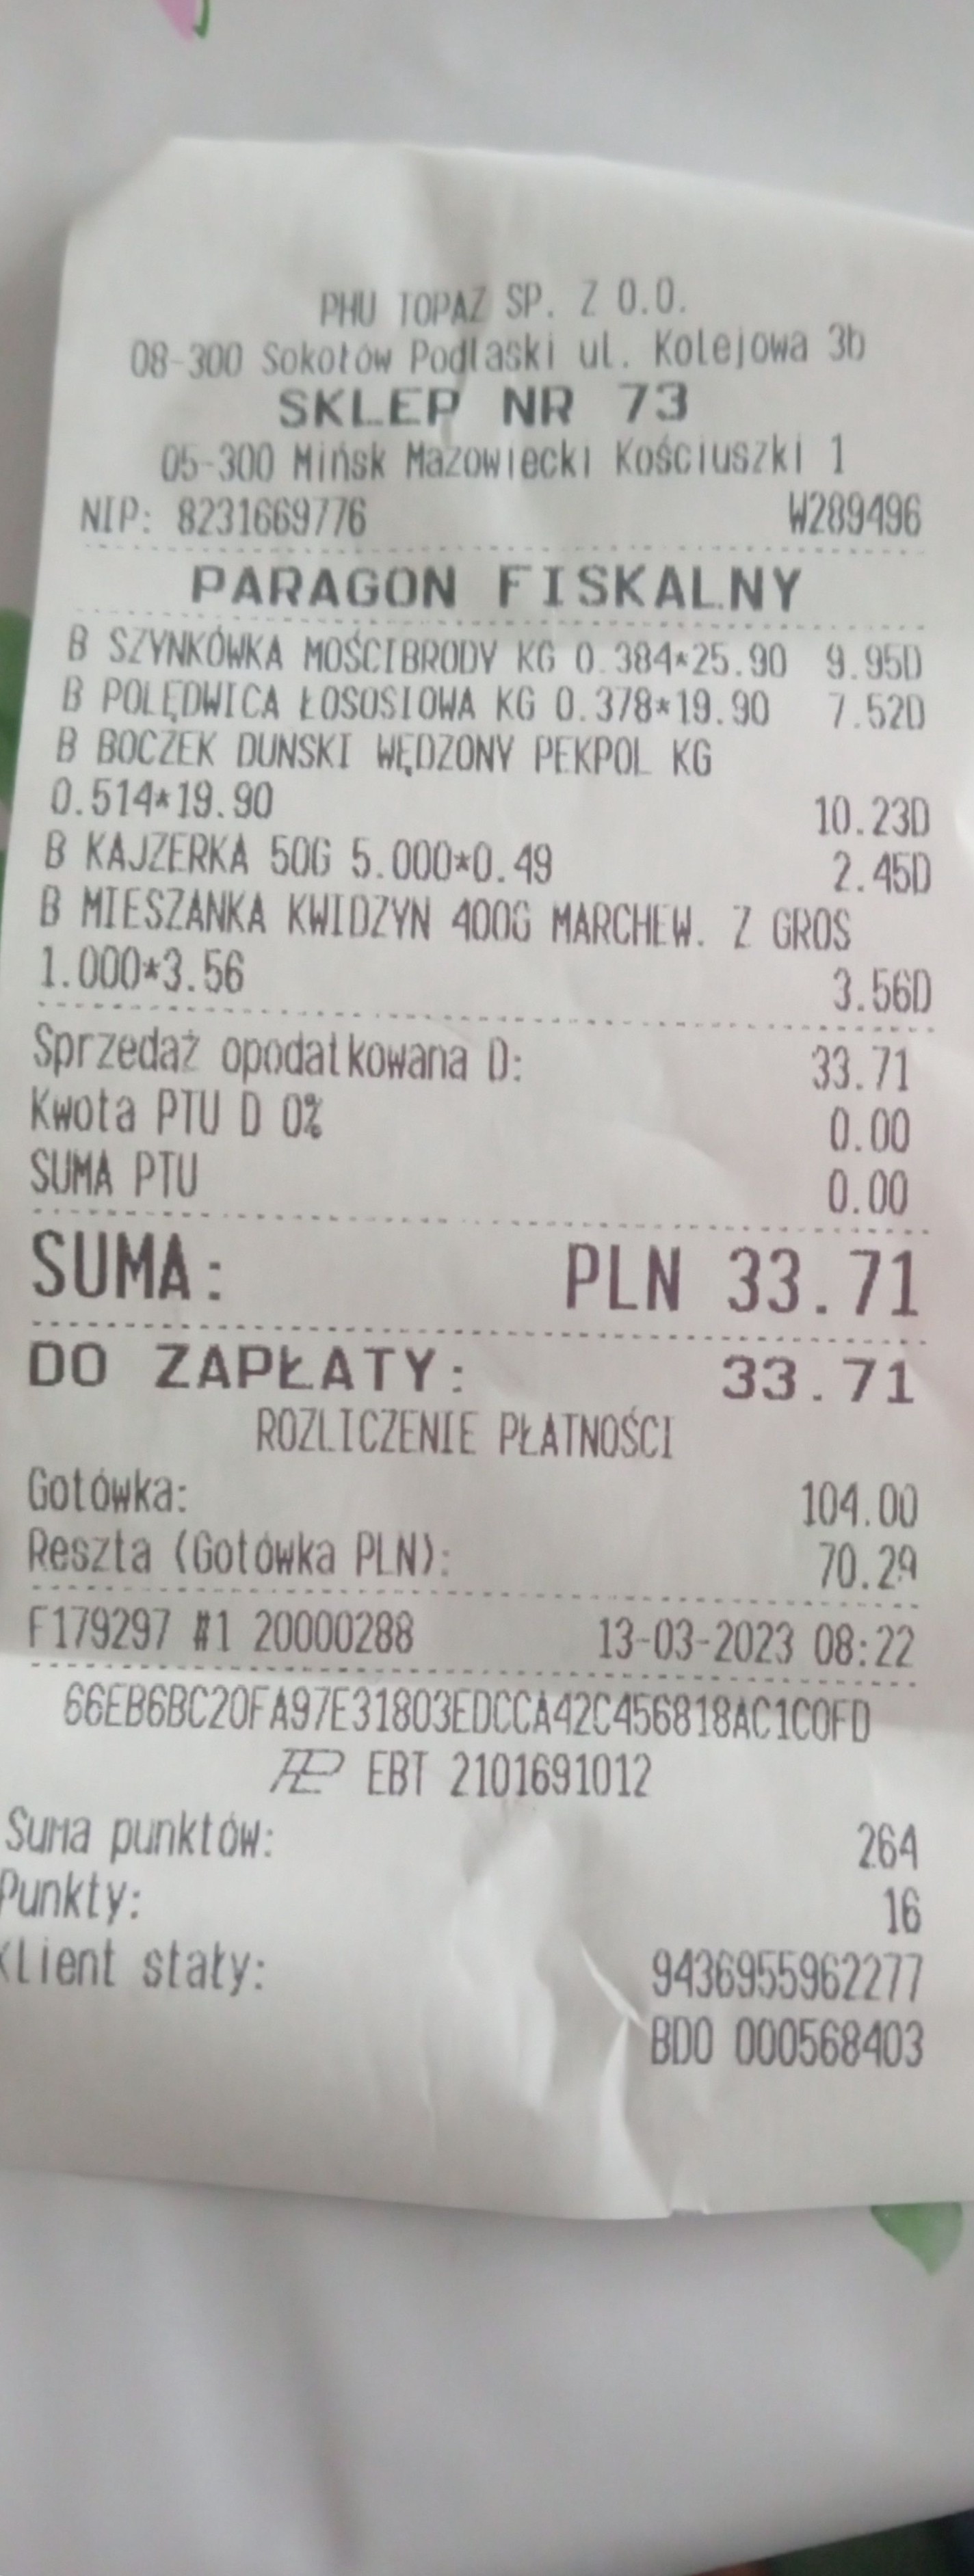 PHU TOPAZ SP. Z O.O.
08-300 Sokołów Podlaski ul. Kolejowa 3b
SKLEP NR 73
05-300 Mińsk Mazowiecki Kościuszki 1
NIP: 8231669776 W289496
PARAGON FISKALNY
B SZYNKÓWKA MOŚCIBRODY KG 0.384*25.90 9.95D
B POLĘDWICA ŁOSOSIOWA KG 0.378*19.90 7.52D
B BOCZEK DUNSKI WĘDZONY PEKPOL KG
0.514*19.90 10.23D
B KAJZERKA 50G 5.000*0.49 2.45D
B MIESZANKA KWIDZYN 400G MARCHEW. Z GROS
1.000*3.56 3.56D
Sprzedaż opodatkowana D: 33.71
Kwota PTU D 0% 0.00
SUMA PTU 0.00
SUMA: PLN 33.71
DO ZAPŁATY: 33.71
ROZLICZENIE PŁATNOŚCI
Gotówka: 104.00
Reszta (Gotówka PLN): 70.29
F179297 #1 20000288 13-03-2023 08:22
66EB6BC20FA97E31803EDCCA42C456818AC1C0FD
EBT 2101691012
Suma punktów: 264
Punkty: 16
Klient stały: 9436955962277
BDO 000568403